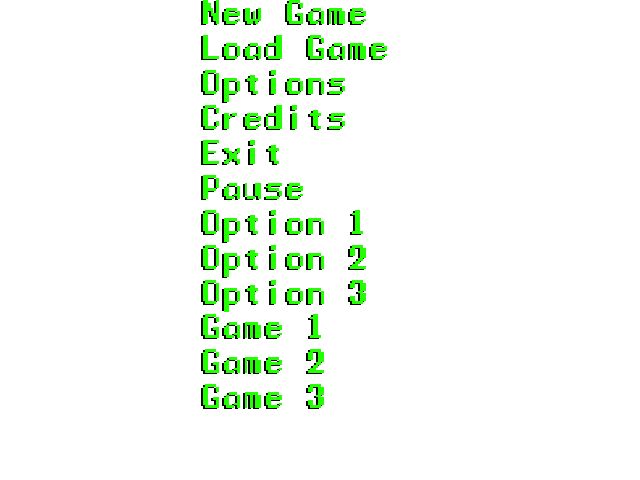 New Game
Load Game
Options
Credits
Exit
Pause
Option 1
Option 2
Option 3
Game 1
Game 2
Game 3